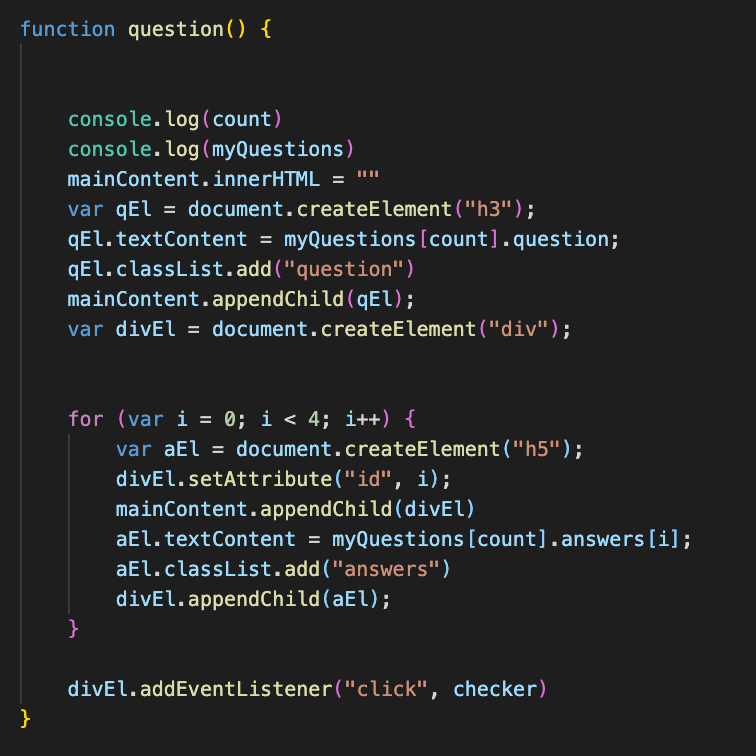 function question() {
console.log(count)
console.log(myQuestions)
mainContent.innerHTML = ""
var qEl = document.createElement("h3");
qEl.textContent = myQuestions[count].question;
qEl.classList.add("question")
mainContent.appendChild(qEl);
var divEl = document.createElement("div");
for (var i = 0; i < 4; i++) {
var aEl = document.createElement("h5");
divEl.setAttribute("id", i);
mainContent.appendChild(divEl)
aEl.textContent = myQuestions[count].answers[i];
aEl.classList.add("answers")
divEl.appendChild(aEl);
}
divEl.addEventListener("click", checker)
}